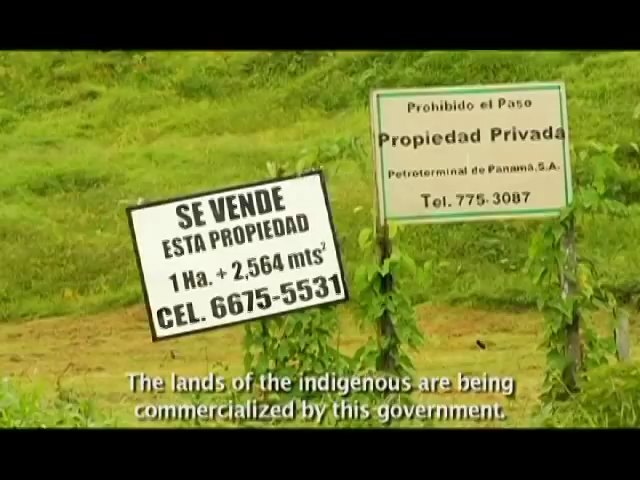 Prohibido el Paso
Propiedad Privada
Petroterminal de Panamá, S.A.
Tel. 775-3087
SE VENDE
ESTA PROPIEDAD
1 Ha. + 2,564 mts²
CEL. 6675-5531
The lands of the indigenous are being
commercialized by this government.